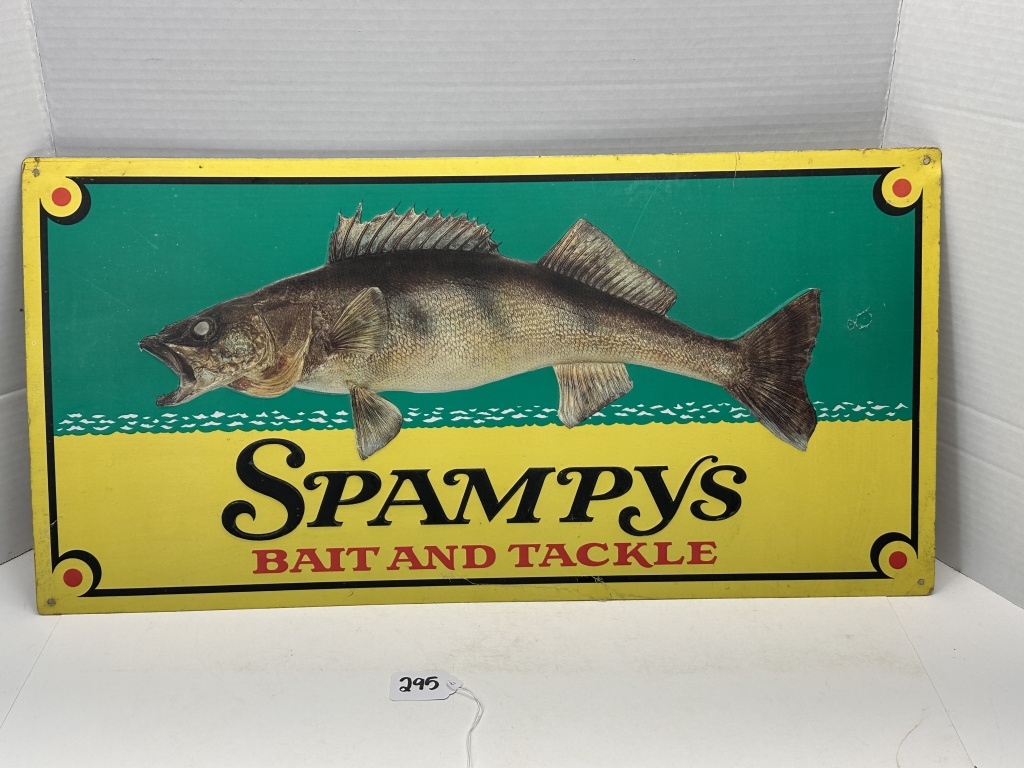 SPAMPYS
BAIT AND TACKLE
295